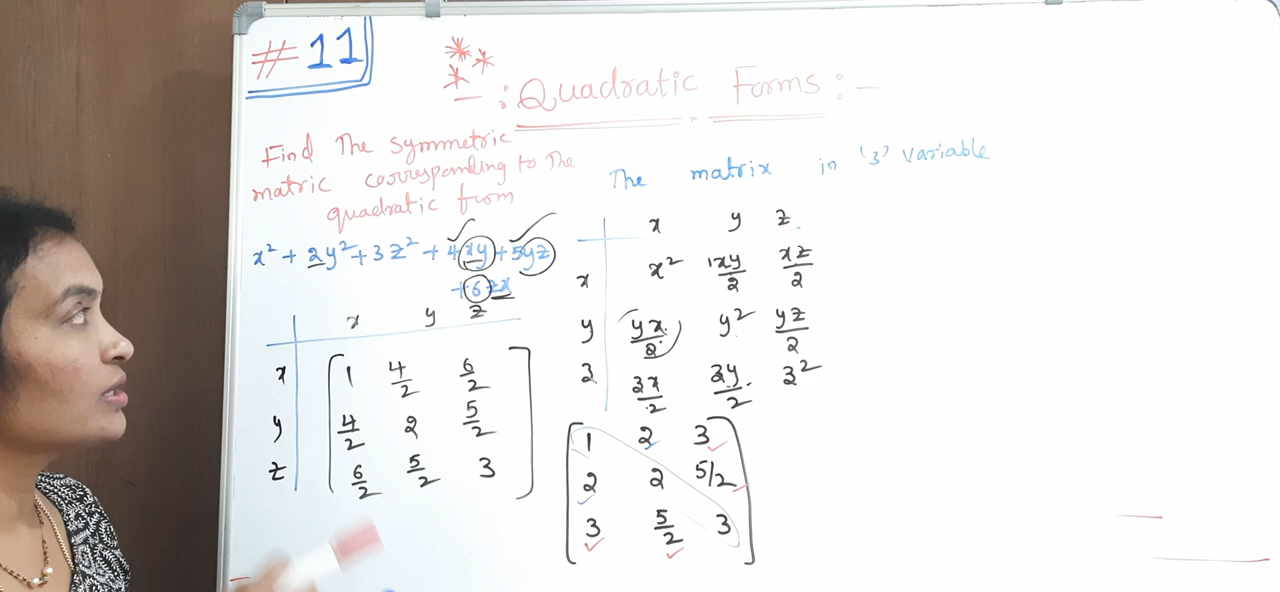 # 11
-: Quadratic Forms :-
Find The symmetric
matric corresponding to The
quadratic from
x² + 2y² + 3z² + 4xy + 5yz
+ 6zx
x y z
x 1 4/2 6/2
y 4/2 2 5/2
z 6/2 5/2 3
The matrix in '3' variable
x y z
x x² xy/2 xz/2
y yx/2 y² yz/2
z zx/2 zy/2 z²
1 2 3
2 2 5/2
3 5/2 3